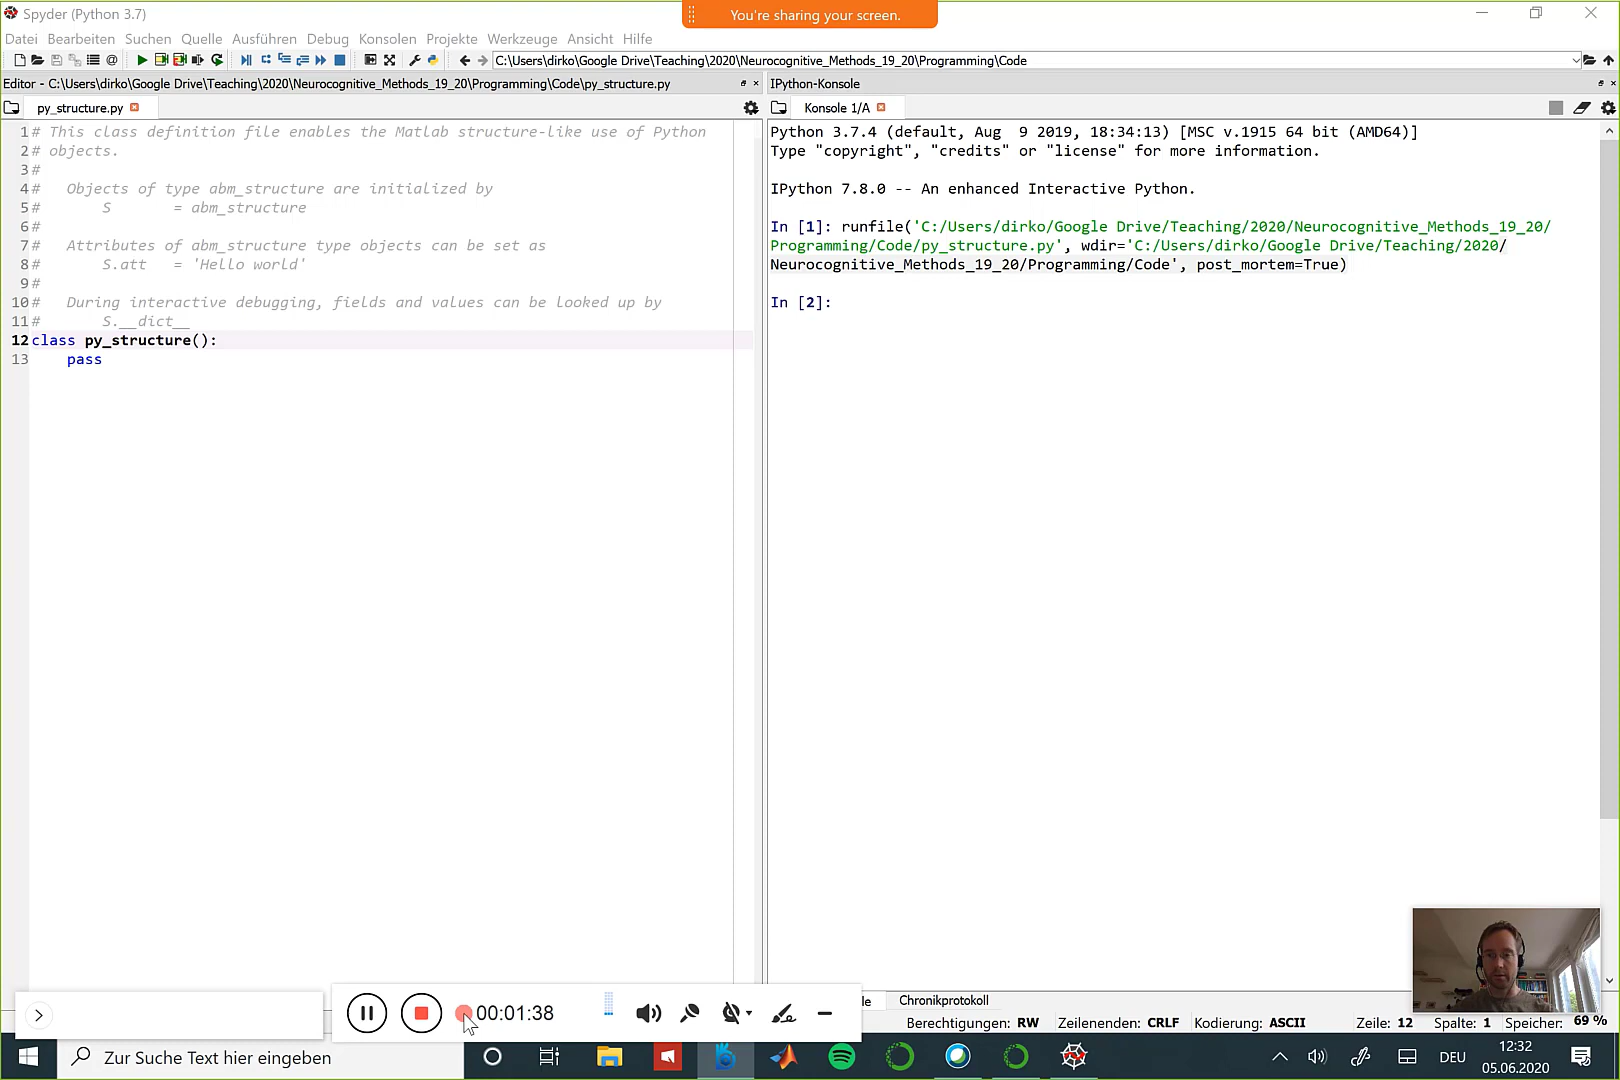 Spyder (Python 3.7)
You're sharing your screen.
Datei Bearbeiten Suchen Quelle Ausführen Debug Konsolen Projekte Werkzeuge Ansicht Hilfe
C:\Users\dirko\Google Drive\Teaching\2020\Neurocognitive_Methods_19_20\Programming\Code
Editor - C:\Users\dirko\Google Drive\Teaching\2020\Neurocognitive_Methods_19_20\Programming\Code\py_structure.py
py_structure.py
1 # This class definition file enables the Matlab structure-like use of Python
2 # objects.
3 #
4 #   Objects of type abm_structure are initialized by
5 #       S       = abm_structure
6 #
7 #   Attributes of abm_structure type objects can be set as
8 #       S.att   = 'Hello world'
9 #
10 #   During interactive debugging, fields and values can be looked up by
11 #       S.__dict__
12 class py_structure():
13     pass
IPython-Konsole
Konsole 1/A
Python 3.7.4 (default, Aug  9 2019, 18:34:13) [MSC v.1915 64 bit (AMD64)]
Type "copyright", "credits" or "license" for more information.
IPython 7.8.0 -- An enhanced Interactive Python.
In [1]: runfile('C:/Users/dirko/Google Drive/Teaching/2020/Neurocognitive_Methods_19_20/
Programming/Code/py_structure.py', wdir='C:/Users/dirko/Google Drive/Teaching/2020/
Neurocognitive_Methods_19_20/Programming/Code', post_mortem=True)
In [2]:
le
Chronikprotokoll
00:01:38
Berechtigungen: RW Zeilenenden: CRLF Kodierung: ASCII Zeile: 12 Spalte: 1 Speicher: 69 %
Zur Suche Text hier eingeben
DEU
12:32
05.06.2020